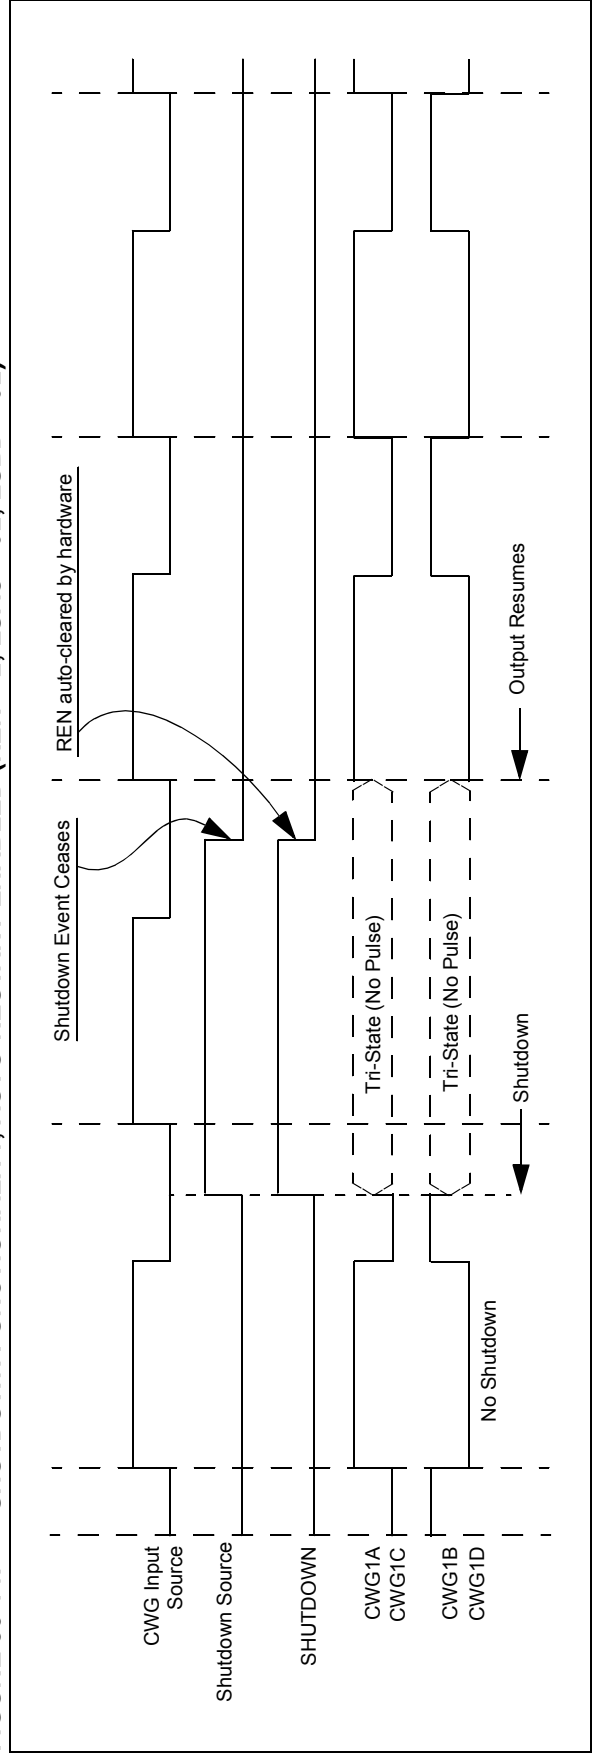 Shutdown Event Ceases
REN auto-cleared by hardware
CWG Input
Source
Shutdown Source
SHUTDOWN
CWG1A
CWG1C
Tri-State (No Pulse)
CWG1B
CWG1D
Tri-State (No Pulse)
No Shutdown
Shutdown
Output Resumes